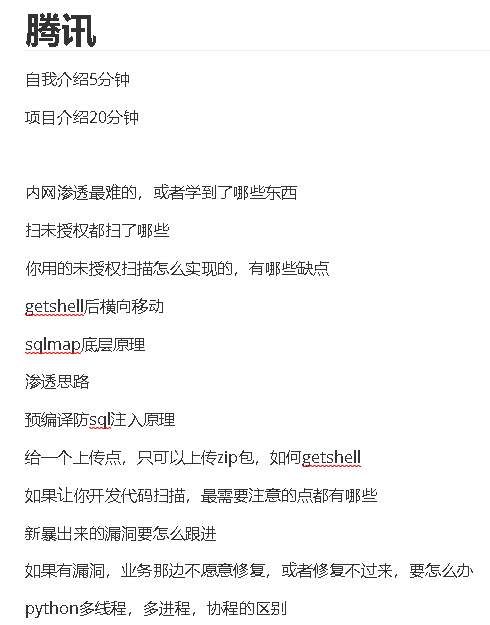 腾讯
自我介绍5分钟
项目介绍20分钟
内网渗透最难的，或者学到了哪些东西
扫未授权都扫了哪些
你用的未授权扫描怎么实现的，有哪些缺点
getshell后横向移动
sqlmap底层原理
渗透思路
预编译防sql注入原理
给一个上传点，只可以上传zip包，如何getshell
如果让你开发代码扫描，最需要注意的点都有哪些
新暴出来的漏洞要怎么跟进
如果有漏洞，业务那边不愿意修复，或者修复不过来，要怎么办
python多线程，多进程，协程的区别